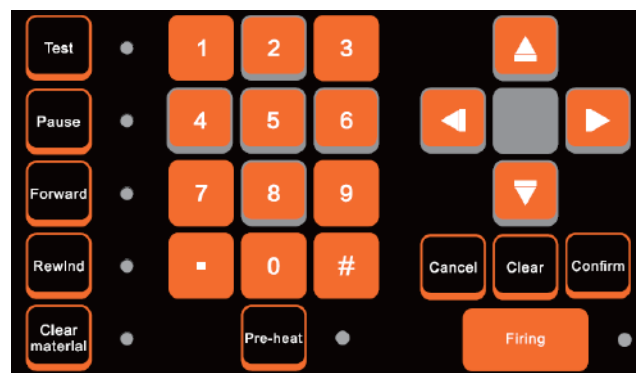 Test
1
2
3
Pause
4
5
6
Forward
7
8
9
Rewind
.
0
#
Cancel
Clear
Confirm
Clear
material
Pre-heat
Firing